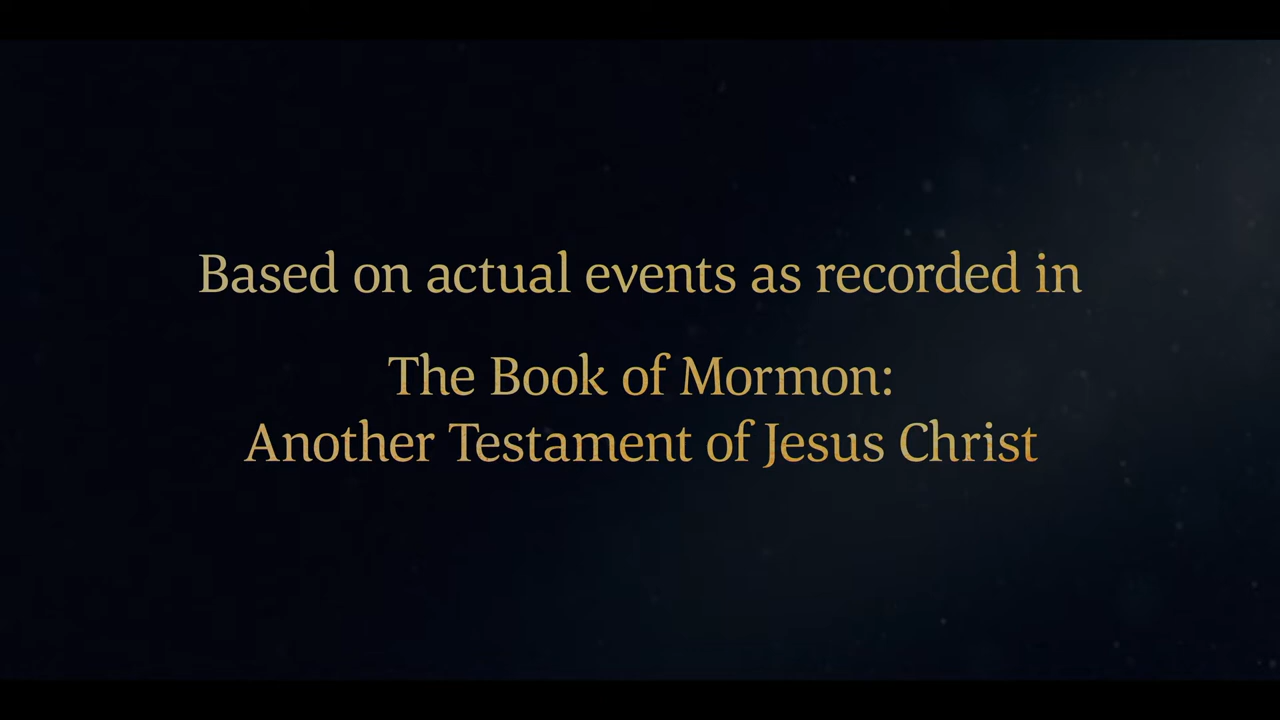 Based on actual events as recorded in
The Book of Mormon:
Another Testament of Jesus Christ